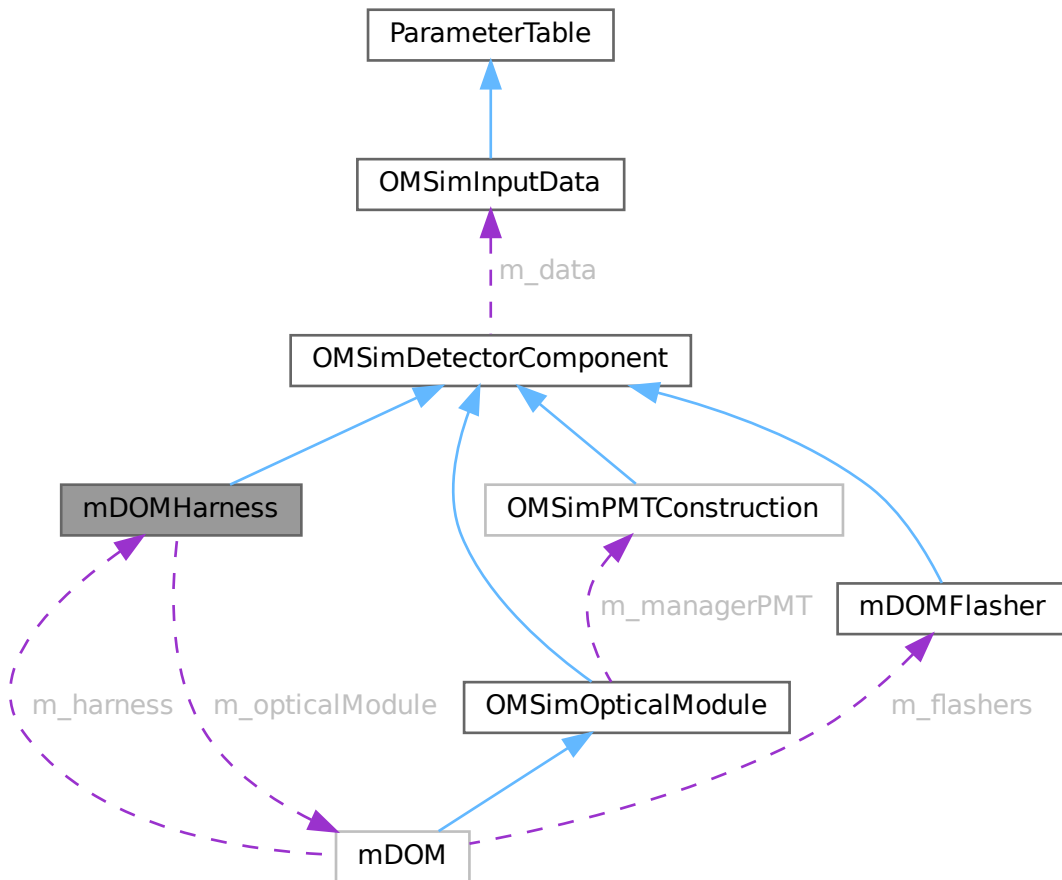 ParameterTable
OMSimInputData
m_data
OMSimDetectorComponent
mDOMHarness
OMSimPMTConstruction
m_managerPMT
mDOMFlasher
m_harness
m_opticalModule
OMSimOpticalModule
m_flashers
mDOM